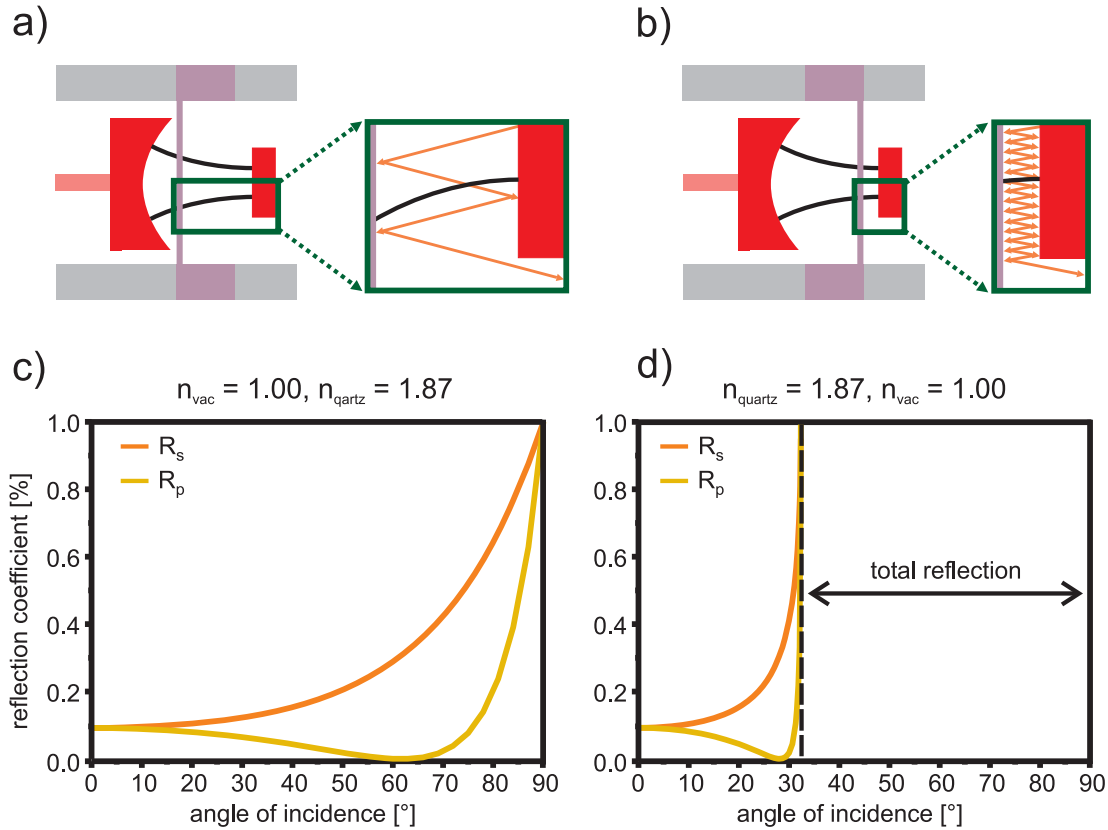 a)
b)
c)
n_vac = 1.00, n_qartz = 1.87
d)
n_quartz = 1.87, n_vac = 1.00
reflection coefficient [%]
1.0
0.8
0.6
0.4
0.2
0.0
R_s
R_p
0 10 20 30 40 50 60 70 80 90
angle of incidence [°]
1.0
0.8
0.6
0.4
0.2
0.0
R_s
R_p
total reflection
0 10 20 30 40 50 60 70 80 90
angle of incidence [°]